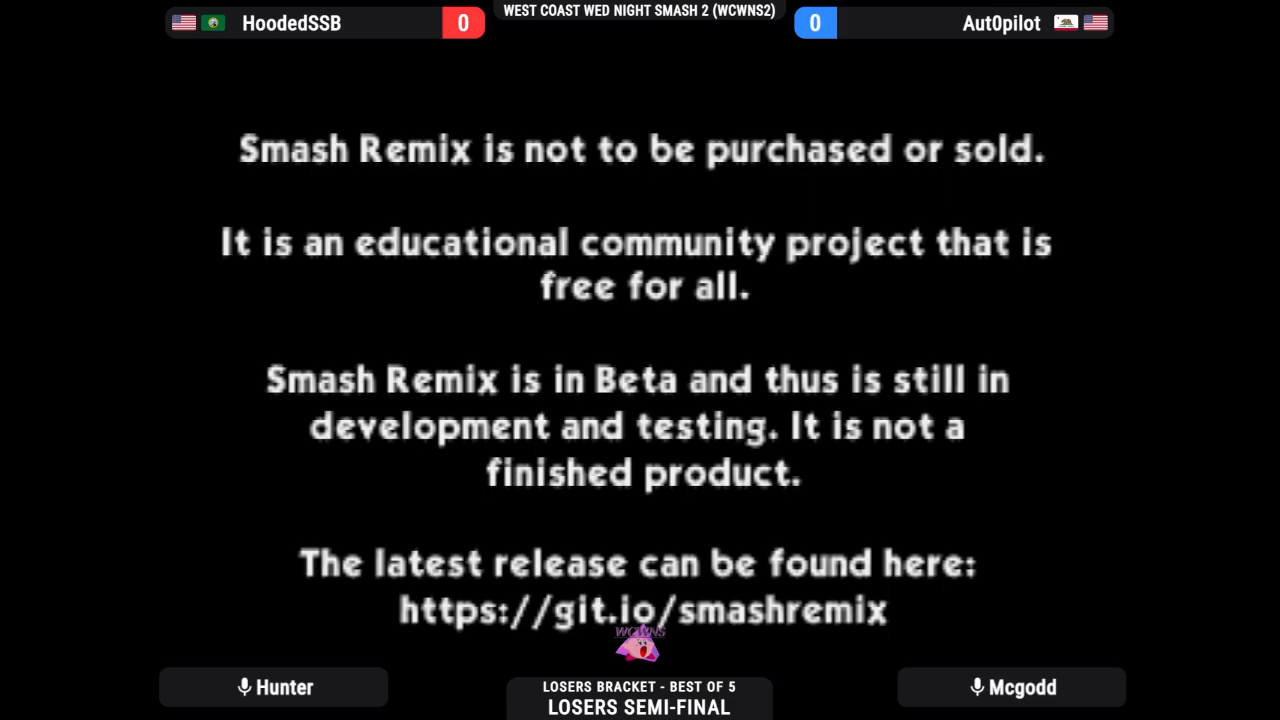 HoodedSSB 0 WEST COAST WED NIGHT SMASH 2 (WCWNS2) 0 Aut0pilot
Smash Remix is not to be purchased or sold.
It is an educational community project that is
free for all.
Smash Remix is in Beta and thus is still in
development and testing. It is not a
finished product.
The latest release can be found here:
https://git.io/smashremix
WCWNS
Hunter
LOSERS BRACKET - BEST OF 5
LOSERS SEMI-FINAL
Mcgodd